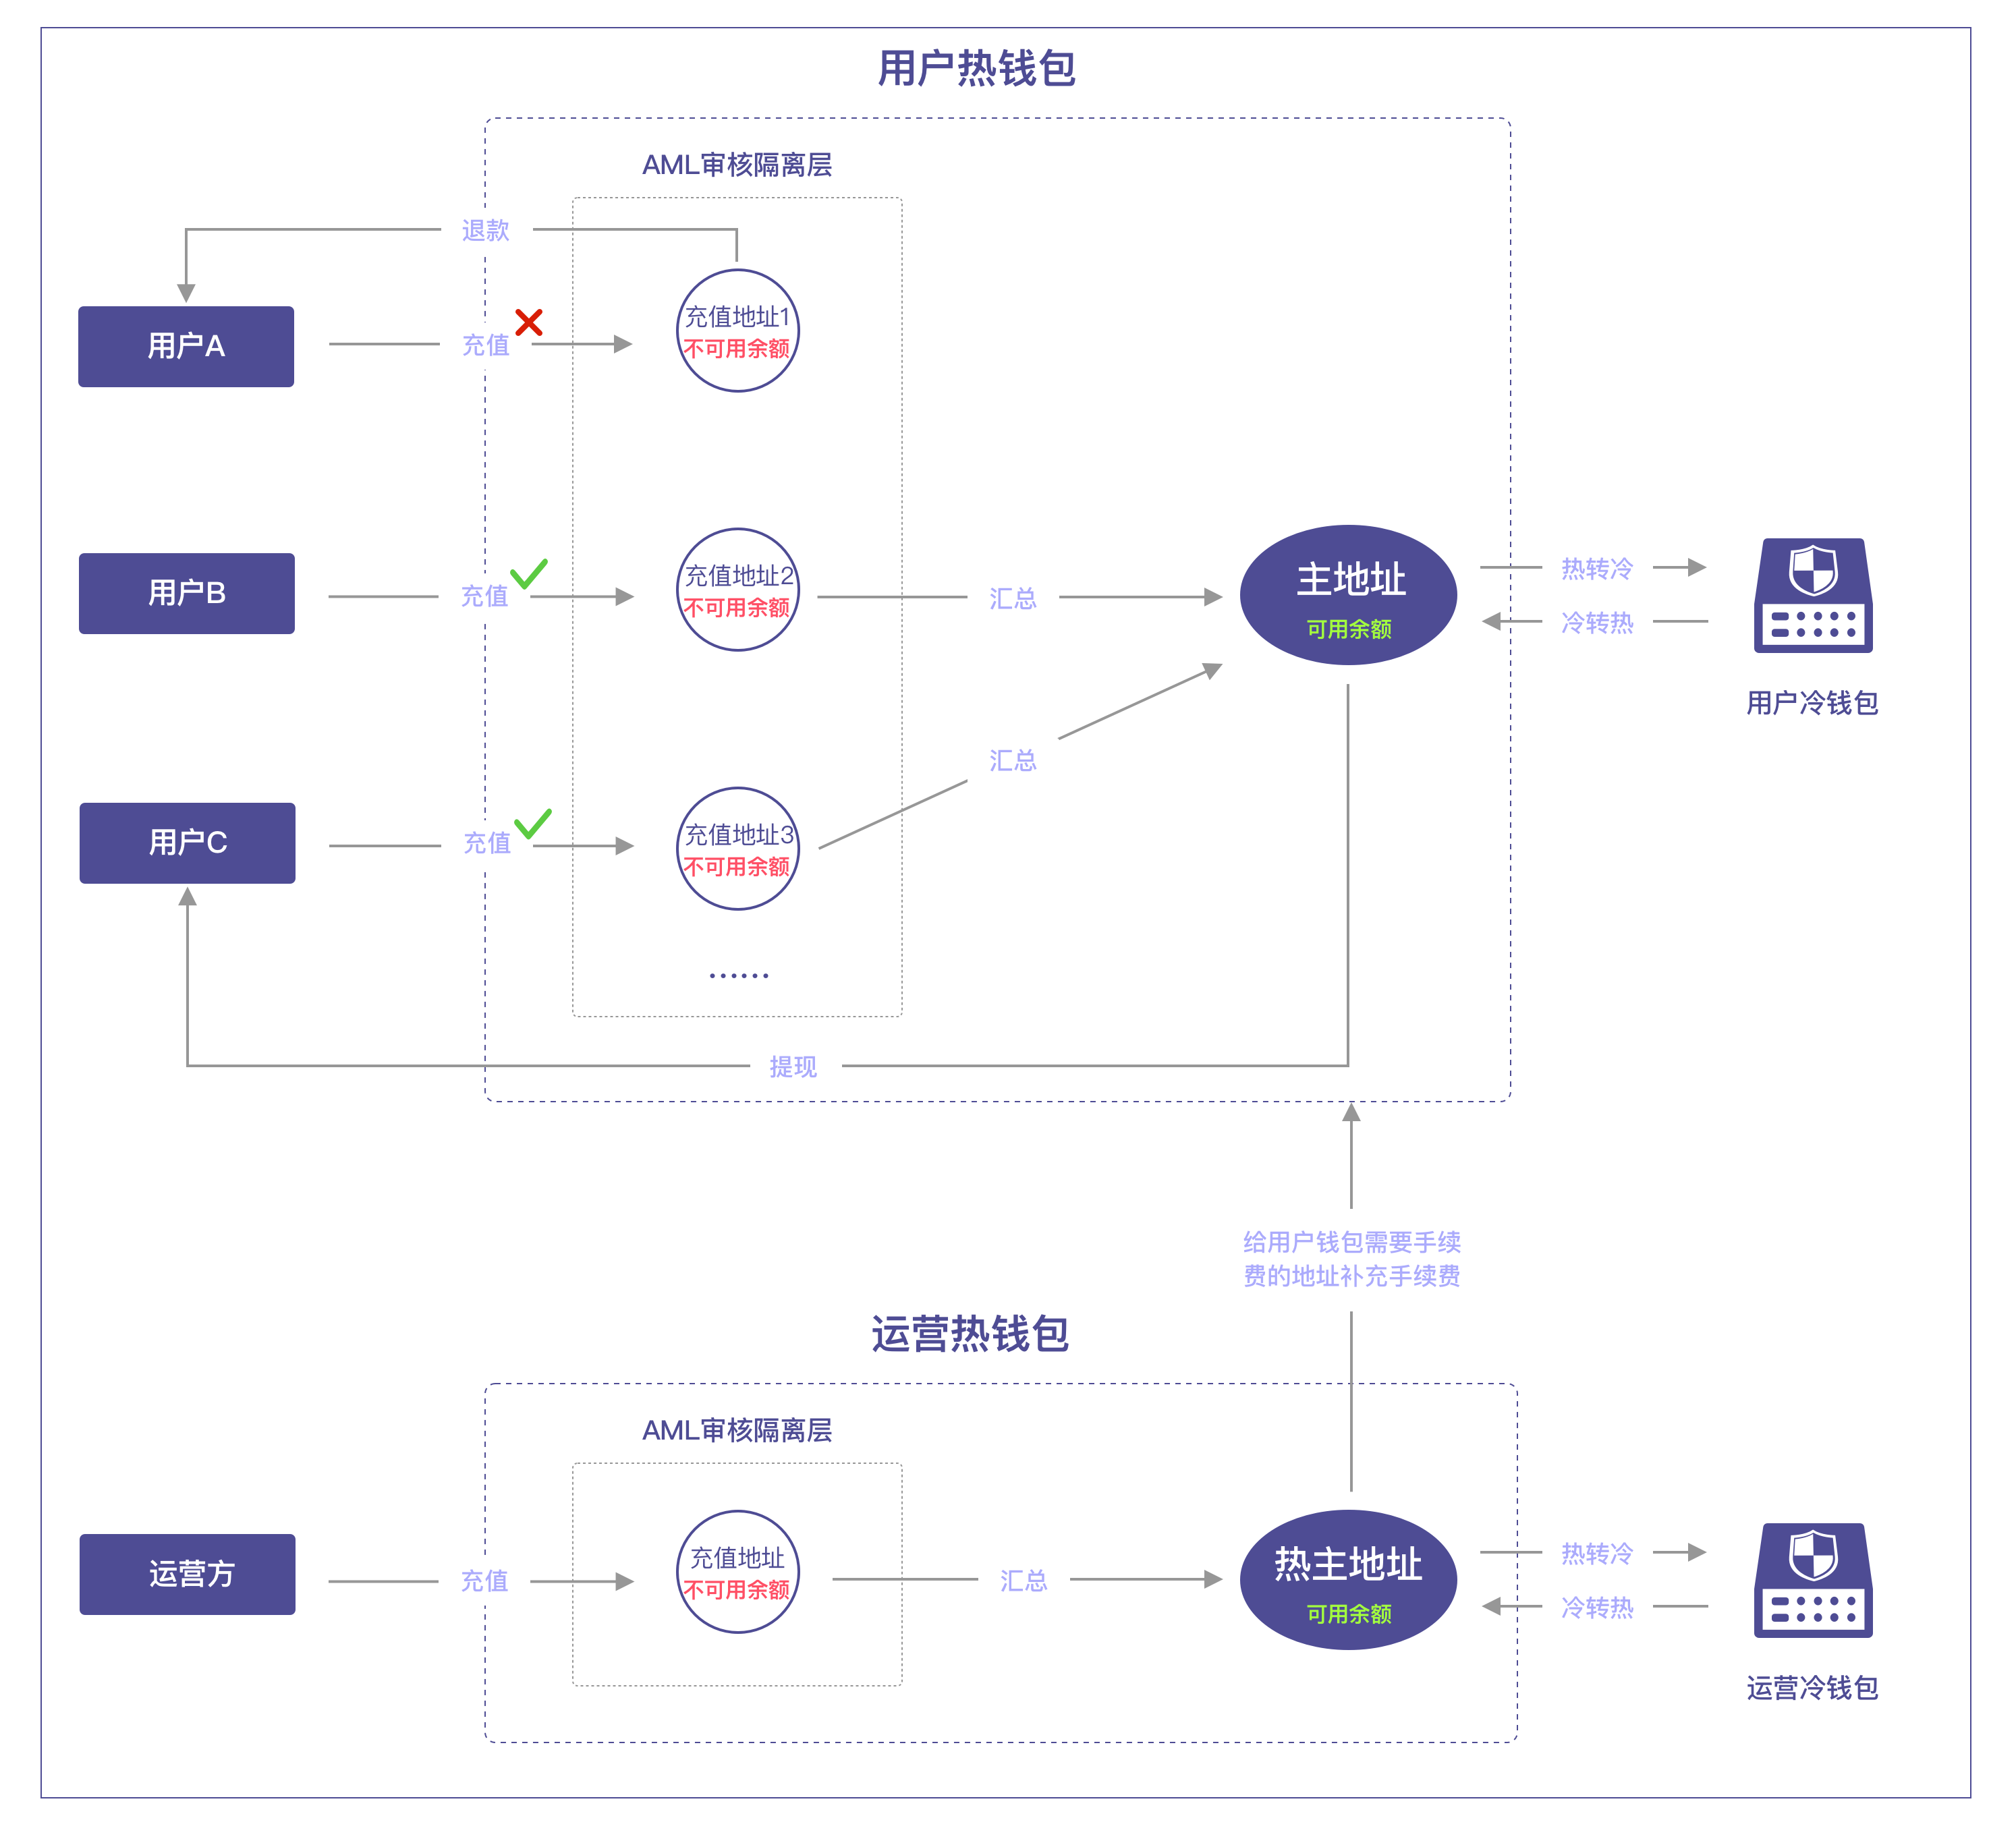 用户热钱包
AML审核隔离层
退款
用户A
充值
充值地址1
不可用余额
用户B
充值
充值地址2
不可用余额
汇总
主地址
可用余额
热转冷
冷转热
用户冷钱包
汇总
用户C
充值
充值地址3
不可用余额
......
提现
给用户钱包需要手续
费的地址补充手续费
运营热钱包
AML审核隔离层
运营方
充值
充值地址
不可用余额
汇总
热主地址
可用余额
热转冷
冷转热
运营冷钱包